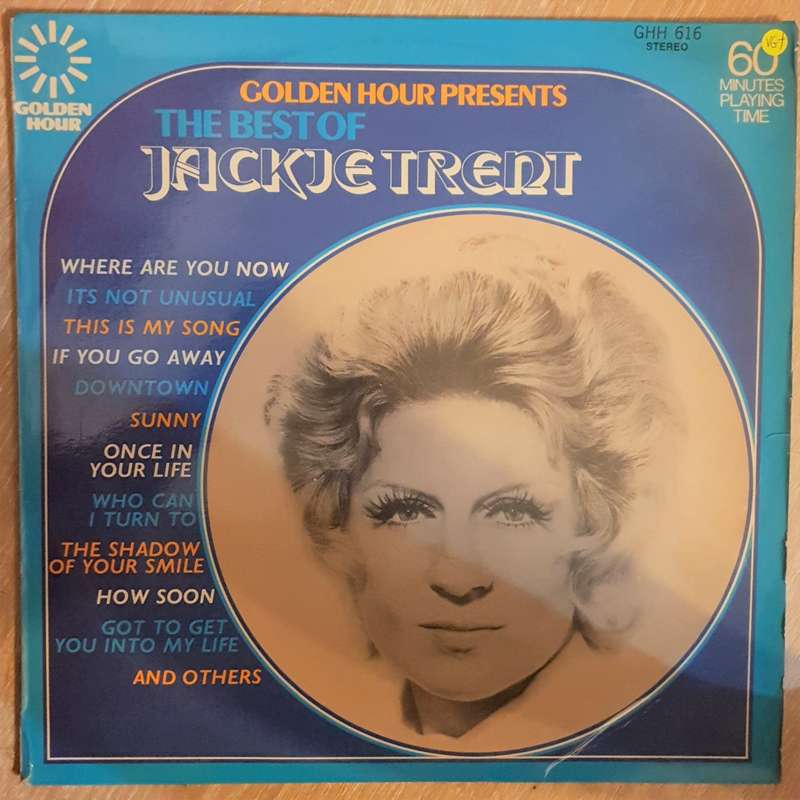 GOLDEN
HOUR
GHH 616
STEREO
60
MINUTES
PLAYING
TIME
VG+
GOLDEN HOUR PRESENTS
THE BEST OF
JACKIE TRENT
WHERE ARE YOU NOW
ITS NOT UNUSUAL
THIS IS MY SONG
IF YOU GO AWAY
DOWNTOWN
SUNNY
ONCE IN
YOUR LIFE
WHO CAN
I TURN TO
THE SHADOW
OF YOUR SMILE
HOW SOON
GOT TO GET
YOU INTO MY LIFE
AND OTHERS